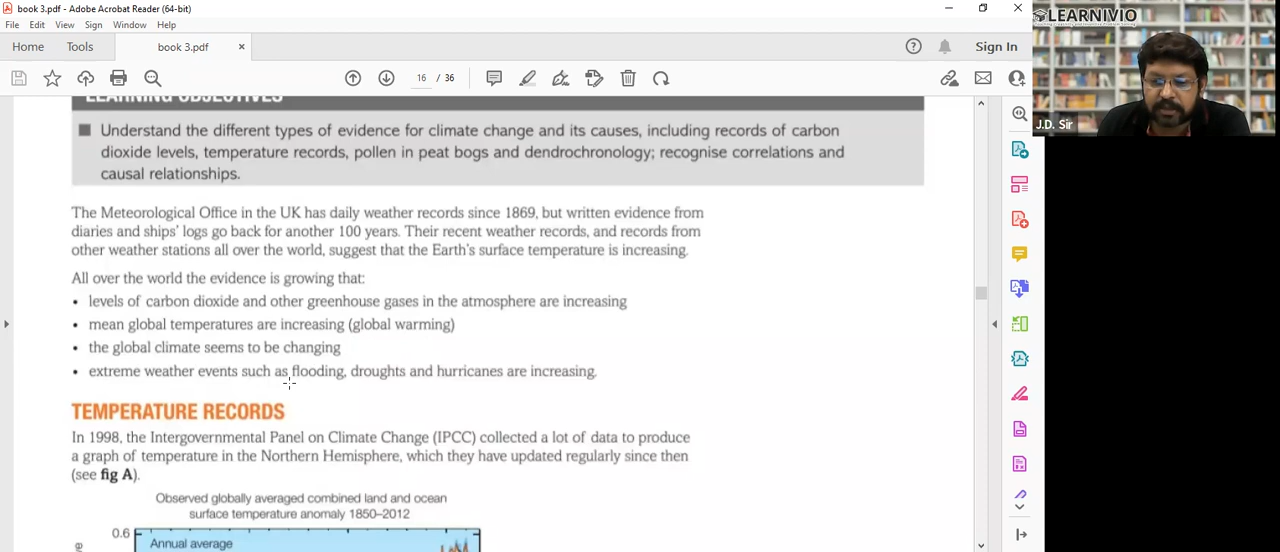 book 3.pdf - Adobe Acrobat Reader (64-bit)
File Edit View Sign Window Help
Home Tools book 3.pdf × Sign In
16 / 36
LEARNIVIO
J.D. Sir
LEARNING OBJECTIVES
Understand the different types of evidence for climate change and its causes, including records of carbon
dioxide levels, temperature records, pollen in peat bogs and dendrochronology; recognise correlations and
causal relationships.
The Meteorological Office in the UK has daily weather records since 1869, but written evidence from
diaries and ships' logs go back for another 100 years. Their recent weather records, and records from
other weather stations all over the world, suggest that the Earth's surface temperature is increasing.
All over the world the evidence is growing that:
• levels of carbon dioxide and other greenhouse gases in the atmosphere are increasing
• mean global temperatures are increasing (global warming)
• the global climate seems to be changing
• extreme weather events such as flooding, droughts and hurricanes are increasing.
TEMPERATURE RECORDS
In 1998, the Intergovernmental Panel on Climate Change (IPCC) collected a lot of data to produce
a graph of temperature in the Northern Hemisphere, which they have updated regularly since then
(see fig A).
Observed globally averaged combined land and ocean
surface temperature anomaly 1850–2012
0.6
Annual average